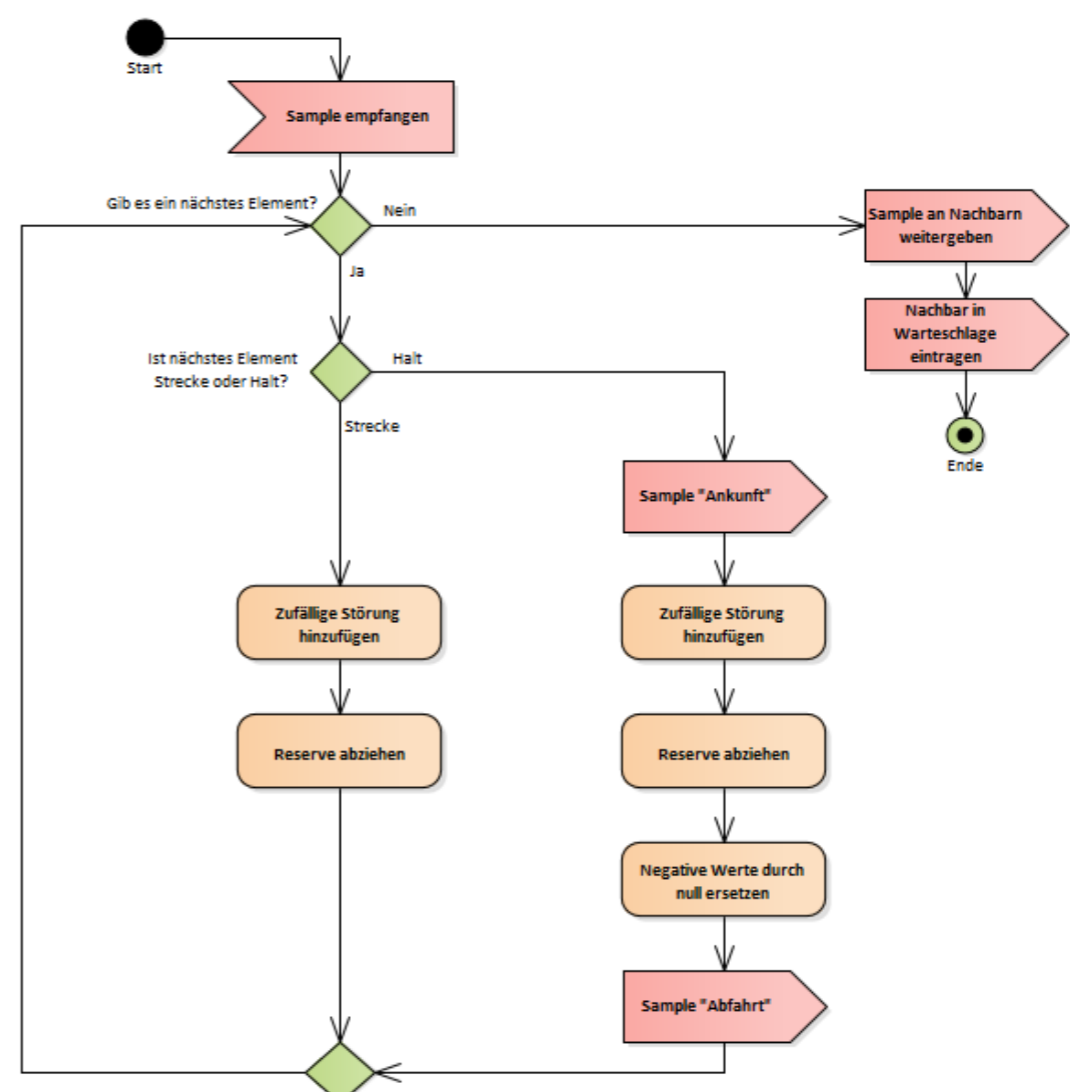 Start
Sample empfangen
Gib es ein nächstes Element?
Nein
Ja
Sample an Nachbarn
weitergeben
Nachbar in
Warteschlage
eintragen
Ende
Ist nächstes Element
Strecke oder Halt?
Halt
Strecke
Sample "Ankunft"
Zufällige Störung
hinzufügen
Zufällige Störung
hinzufügen
Reserve abziehen
Reserve abziehen
Negative Werte durch
null ersetzen
Sample "Abfahrt"